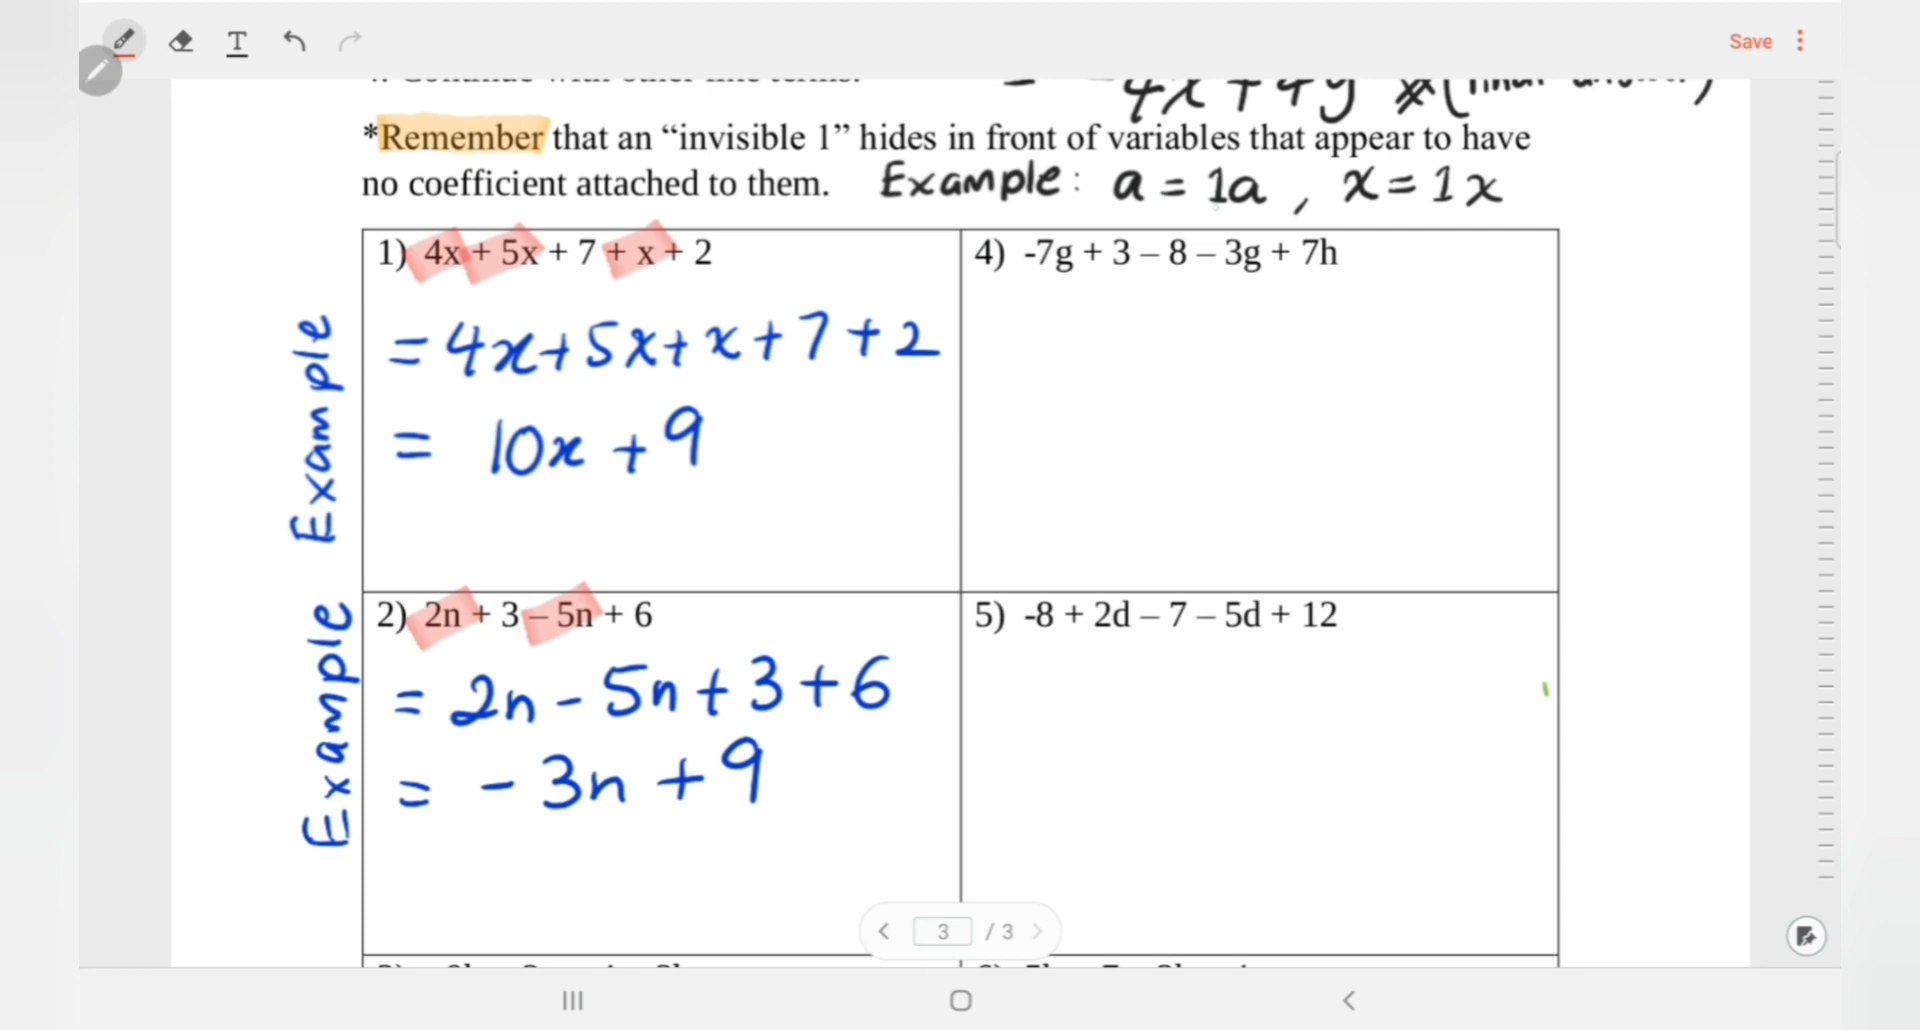 T
Save
*Remember that an “invisible 1” hides in front of variables that appear to have
no coefficient attached to them. Example: a = 1a , x = 1x
1) 4x + 5x + 7 + x + 2
= 4x + 5x + x + 7 + 2
= 10x + 9
Example
4) -7g + 3 – 8 – 3g + 7h
2) 2n + 3 – 5n + 6
= 2n - 5n + 3 + 6
= - 3n + 9
Example
5) -8 + 2d – 7 – 5d + 12
3 / 3